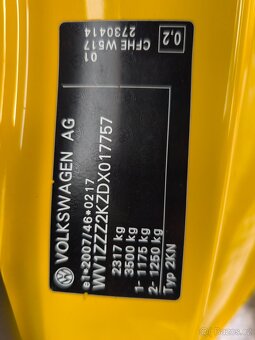 VOLKSWAGEN AG
e1*2007/46*0217
WV1ZZZ2KZDX017757
2317 kg
3500 kg
1- 1175 kg
2- 1250 kg
Typ 2KN
01
CFHE W517
2730414
0,2